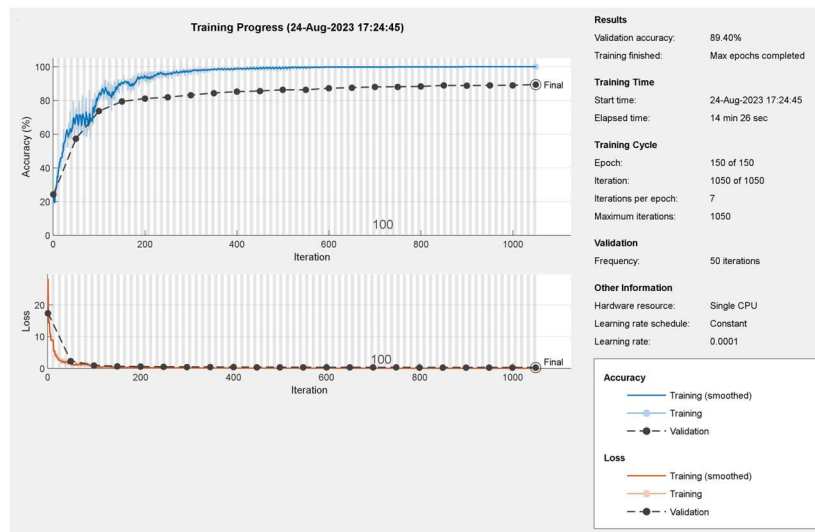 Training Progress (24-Aug-2023 17:24:45)
100
80
60
40
20
0
Accuracy (%)
Final
100
0
200
400
600
800
1000
Iteration
20
10
0
Loss
Final
100
0
200
400
600
800
1000
Iteration
Results
Validation accuracy: 89.40%
Training finished: Max epochs completed
Training Time
Start time: 24-Aug-2023 17:24:45
Elapsed time: 14 min 26 sec
Training Cycle
Epoch: 150 of 150
Iteration: 1050 of 1050
Iterations per epoch: 7
Maximum iterations: 1050
Validation
Frequency: 50 iterations
Other Information
Hardware resource: Single CPU
Learning rate schedule: Constant
Learning rate: 0.0001
Accuracy
Training (smoothed)
Training
Validation
Loss
Training (smoothed)
Training
Validation